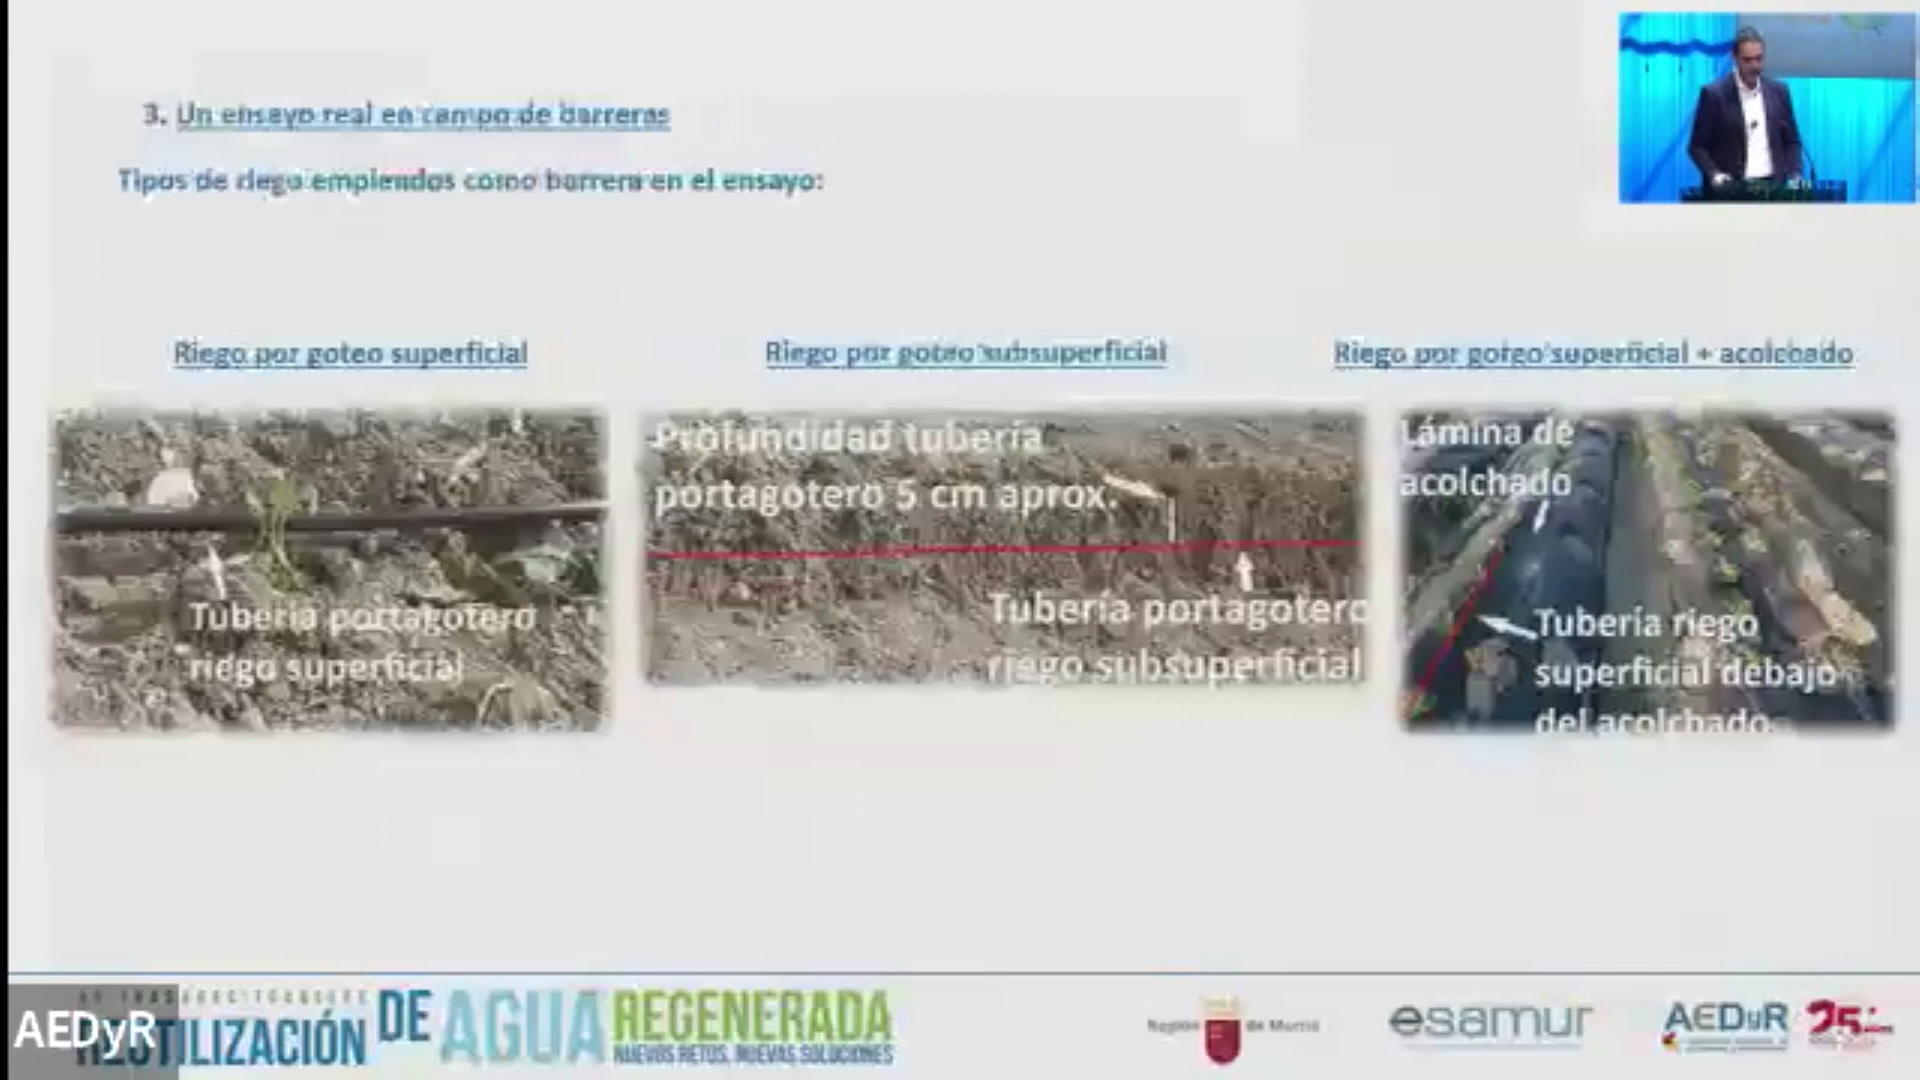 3. Un ensayo real en campo de barreras
Tipos de riego empleados como barrera en el ensayo:
Riego por goteo superficial
Riego por goteo subsuperficial
Riego por goteo superficial + acolchado
Tubería portagotero
riego superficial
Profundidad tubería
portagotero 5 cm aprox.
Tubería portagotero
riego subsuperficial
Lámina de
acolchado
Tubería riego
superficial debajo
del acolchado
AEDyR
REUTILIZACIÓN DE AGUA REGENERADA
NUEVOS RETOS, NUEVAS SOLUCIONES
Región de Murcia
esamur
AEDyR
25